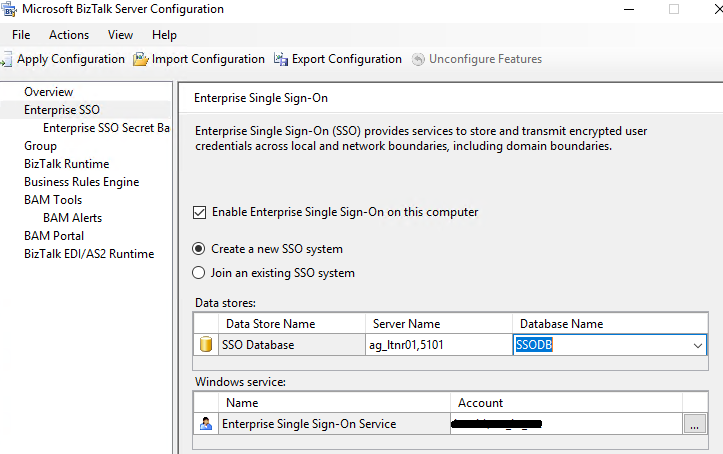 Microsoft BizTalk Server Configuration
File Actions View Help
Apply Configuration Import Configuration Export Configuration Unconfigure Features
Overview
Enterprise SSO
Enterprise SSO Secret Ba
Group
BizTalk Runtime
Business Rules Engine
BAM Tools
BAM Alerts
BAM Portal
BizTalk EDI/AS2 Runtime
Enterprise Single Sign-On
Enterprise Single Sign-On (SSO) provides services to store and transmit encrypted user
credentials across local and network boundaries, including domain boundaries.
Enable Enterprise Single Sign-On on this computer
Create a new SSO system
Join an existing SSO system
Data stores:
Data Store Name Server Name Database Name
SSO Database ag_ltnr01,5101 SSODB
Windows service:
Name Account
Enterprise Single Sign-On Service ...